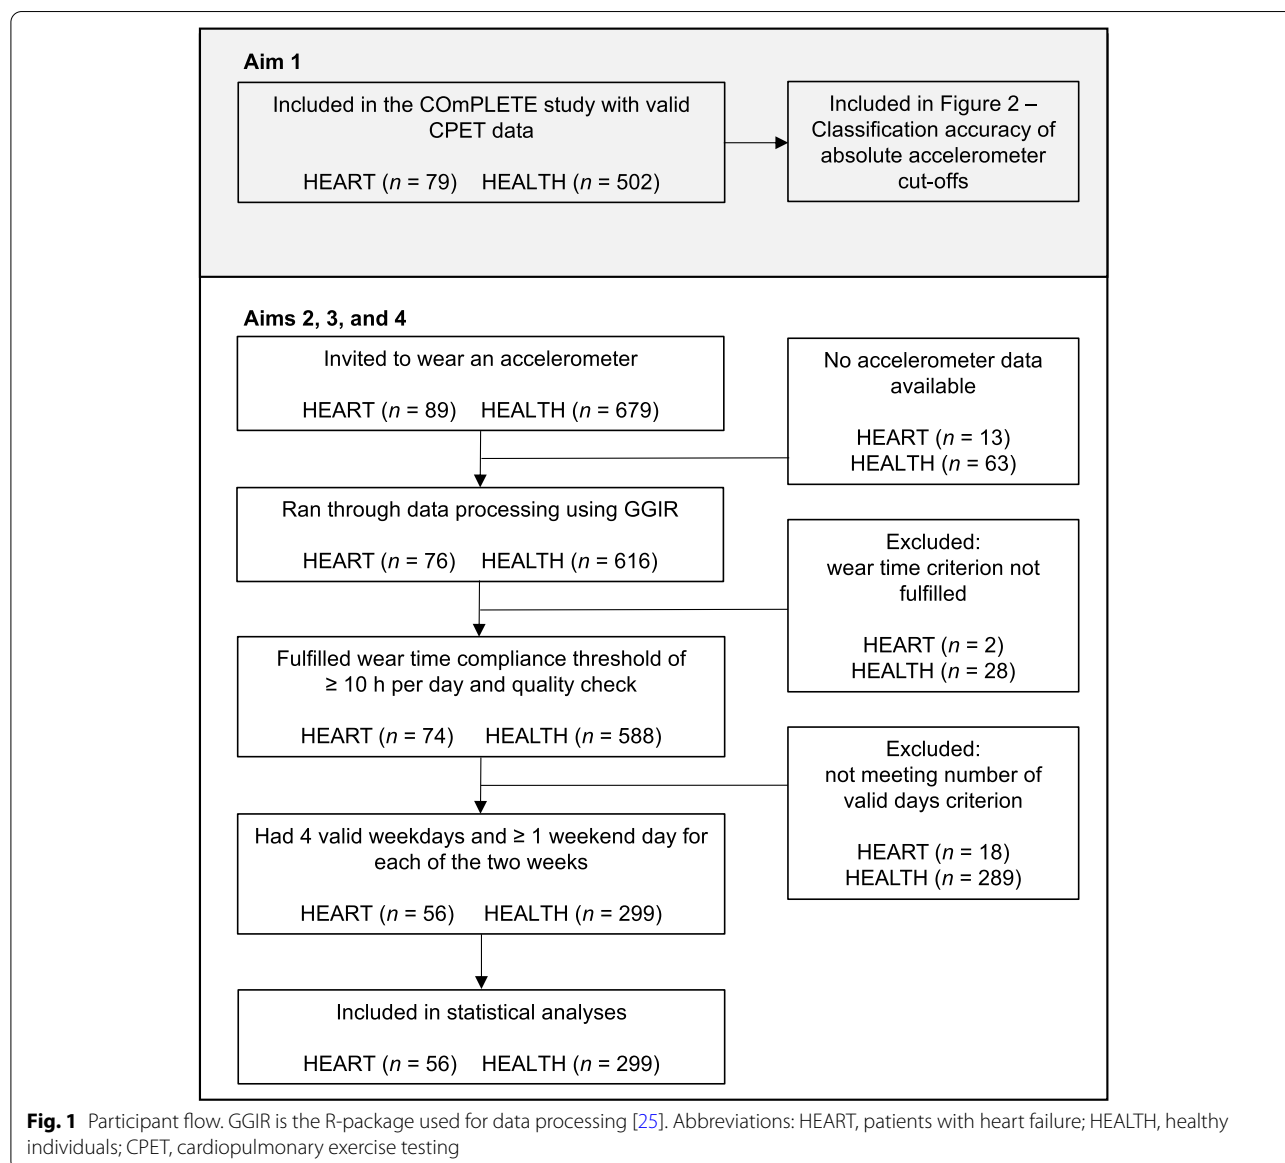 Aim 1
Included in the COmPLETE study with valid
CPET data
HEART (n = 79) HEALTH (n = 502)
Included in Figure 2 –
Classification accuracy of
absolute accelerometer
cut-offs
Aims 2, 3, and 4
Invited to wear an accelerometer
HEART (n = 89) HEALTH (n = 679)
No accelerometer data
available
HEART (n = 13)
HEALTH (n = 63)
Ran through data processing using GGIR
HEART (n = 76) HEALTH (n = 616)
Excluded:
wear time criterion not
fulfilled
HEART (n = 2)
HEALTH (n = 28)
Fulfilled wear time compliance threshold of
≥ 10 h per day and quality check
HEART (n = 74) HEALTH (n = 588)
Excluded:
not meeting number of
valid days criterion
HEART (n = 18)
HEALTH (n = 289)
Had 4 valid weekdays and ≥ 1 weekend day for
each of the two weeks
HEART (n = 56) HEALTH (n = 299)
Included in statistical analyses
HEART (n = 56) HEALTH (n = 299)
Fig. 1 Participant flow. GGIR is the R-package used for data processing [25]. Abbreviations: HEART, patients with heart failure; HEALTH, healthy
individuals; CPET, cardiopulmonary exercise testing